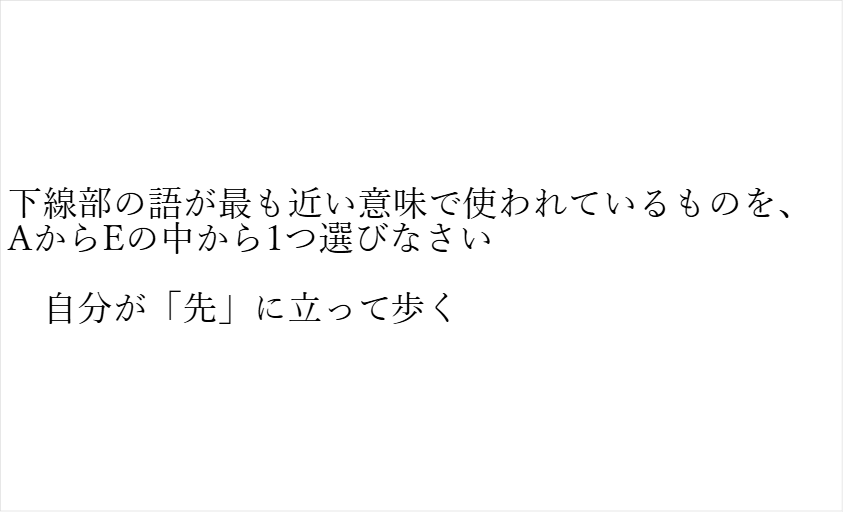 下線部の語が最も近い意味で使われているものを、
AからEの中から1つ選びなさい
自分が「先」に立って歩く